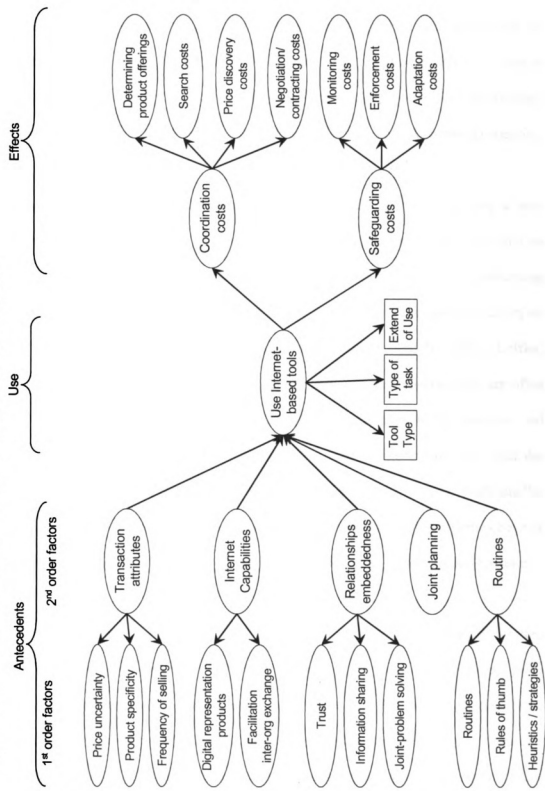 Antecedents
Use
Effects
1st order factors
2nd order factors
Price uncertainty
Product specificity
Frequency of selling
Digital representation
products
Facilitation
inter-org exchange
Trust
Information sharing
Joint-problem solving
Routines
Rules of thumb
Heuristics / strategies
Transaction
attributes
Internet
Capabilities
Relationships
embeddedness
Joint planning
Routines
Use Internet-
based tools
Tool
Type
Type of
task
Extend
of Use
Coordination
costs
Safeguarding
costs
Determining
product offerings
Search costs
Price discovery
costs
Negotiation/
contracting costs
Monitoring
costs
Enforcement
costs
Adaptation
costs